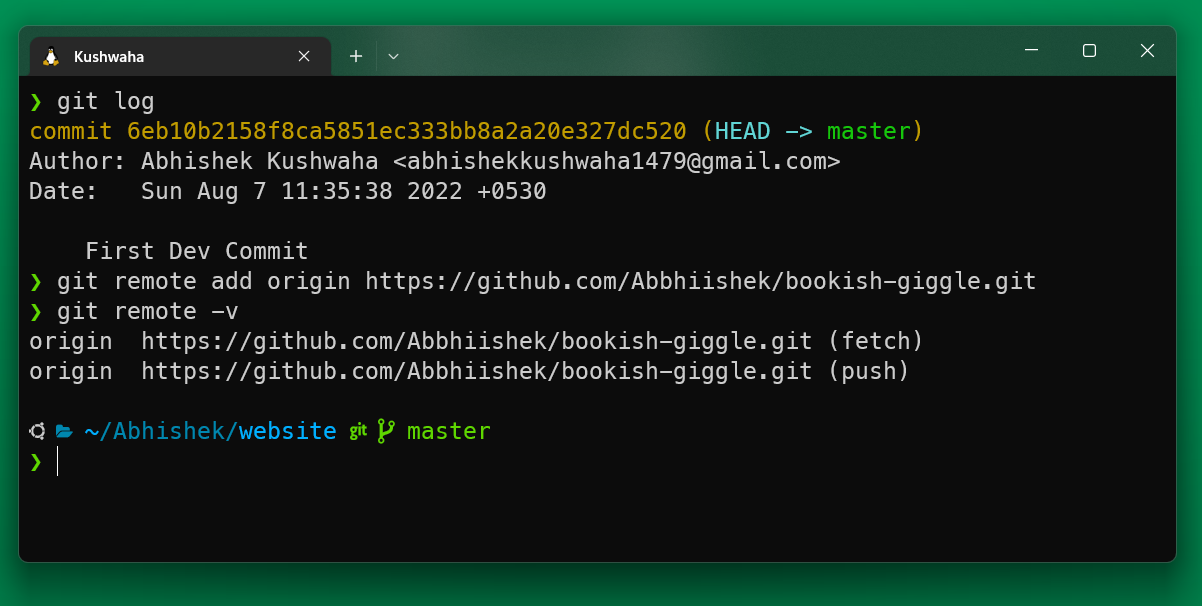 Kushwaha
❯ git log
commit 6eb10b2158f8ca5851ec333bb8a2a20e327dc520 (HEAD -> master)
Author: Abhishek Kushwaha <abhishekkushwaha1479@gmail.com>
Date:   Sun Aug 7 11:35:38 2022 +0530
    First Dev Commit
❯ git remote add origin https://github.com/Abbhiishek/bookish-giggle.git
❯ git remote -v
origin  https://github.com/Abbhiishek/bookish-giggle.git (fetch)
origin  https://github.com/Abbhiishek/bookish-giggle.git (push)
~/Abhishek/website git master
❯